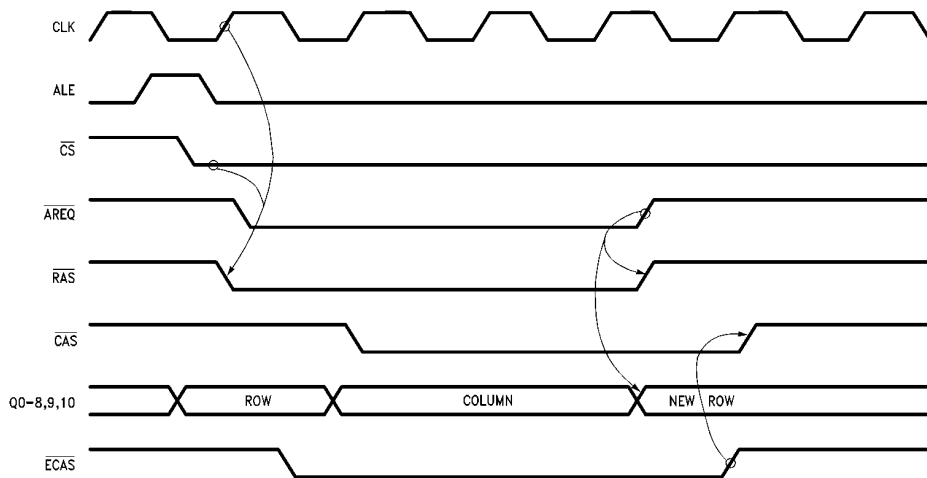 CLK
ALE
CS
AREQ
RAS
CAS
Q0-8,9,10 ROW COLUMN NEW ROW
ECAS